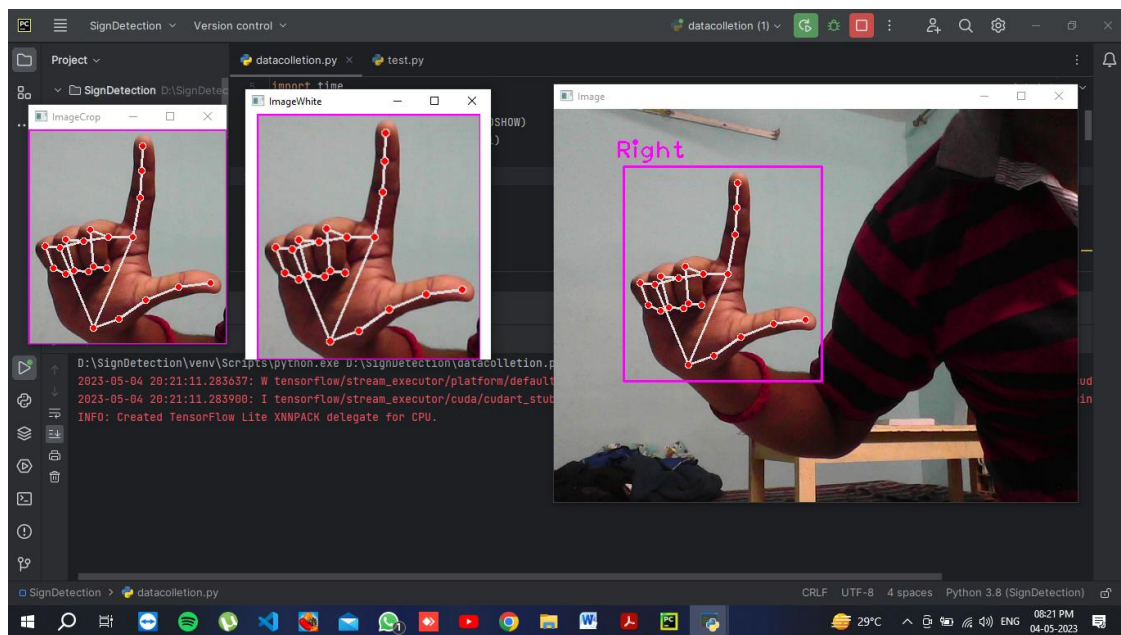 SignDetection
Version control
datacolletion (1)
Project
datacolletion.py
test.py
SignDetection D:\SignDetec
import time
ImageCrop
ImageWhite
Image
DSHOW)
Right
D:\SignDetection\venv\Scripts\python.exe D:\SignDetection\datacolletion.p
2023-05-04 20:21:11.283637: W tensorflow/stream_executor/platform/default
2023-05-04 20:21:11.283900: I tensorflow/stream_executor/cuda/cudart_stub
INFO: Created TensorFlow Lite XNNPACK delegate for CPU.
SignDetection > datacolletion.py
CRLF UTF-8 4 spaces Python 3.8 (SignDetection)
29°C
ENG
08:21 PM
04-05-2023